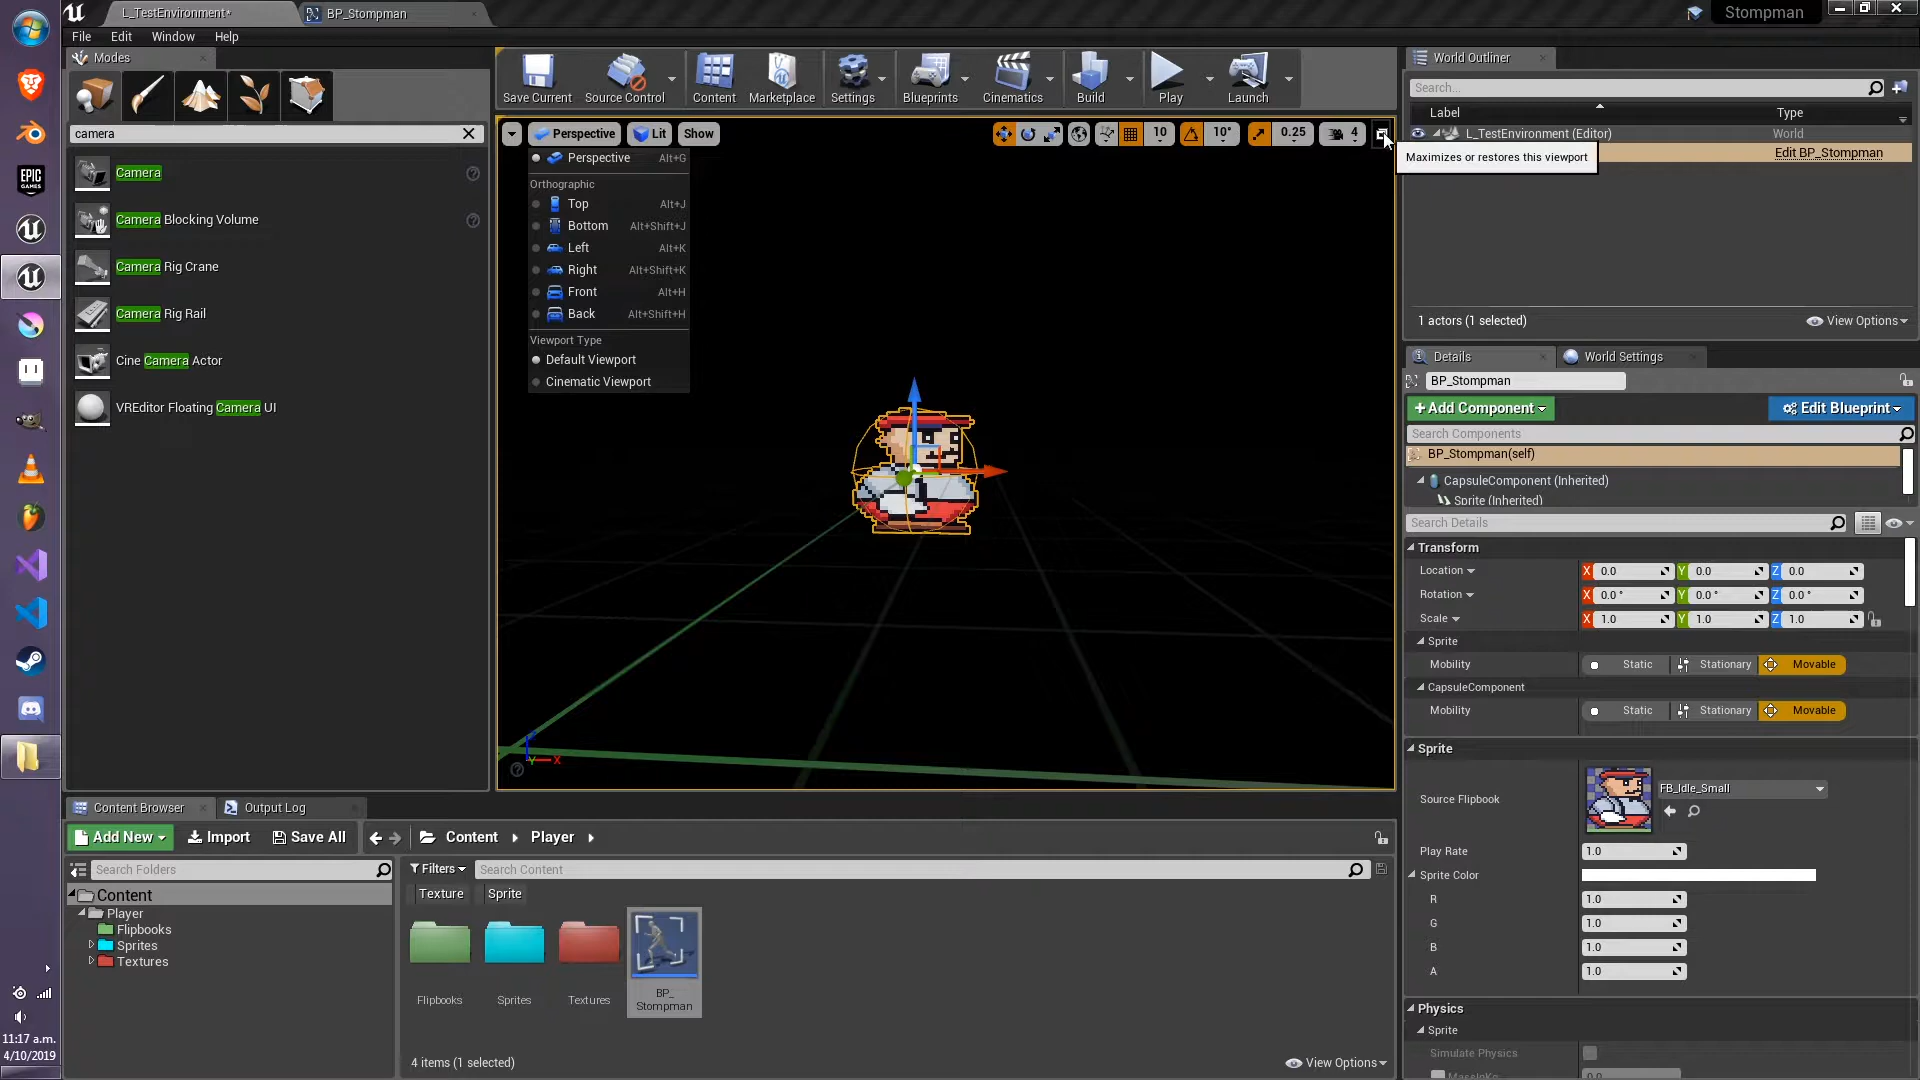 L_TestEnvironment*
BP_Stompman
Stompman
File Edit Window Help
Modes
camera
Camera
Camera Blocking Volume
Camera Rig Crane
Camera Rig Rail
Cine Camera Actor
VREditor Floating Camera UI
Save Current
Source Control
Content
Marketplace
Settings
Blueprints
Cinematics
Build
Play
Launch
Perspective
Lit
Show
10
10°
0.25
4
Maximizes or restores this viewport
Perspective Alt+G
Orthographic
Top Alt+J
Bottom Alt+Shift+J
Left Alt+K
Right Alt+Shift+K
Front Alt+H
Back Alt+Shift+H
Viewport Type
Default Viewport
Cinematic Viewport
Y X
World Outliner
Search...
Label Type
L_TestEnvironment (Editor) World
Edit BP_Stompman
1 actors (1 selected) View Options
Details
World Settings
BP_Stompman
+Add Component
Edit Blueprint
Search Components
BP_Stompman(self)
CapsuleComponent (Inherited)
Sprite (Inherited)
Search Details
Transform
Location X 0.0 Y 0.0 Z 0.0
Rotation X 0.0 ° Y 0.0 ° Z 0.0 °
Scale X 1.0 Y 1.0 Z 1.0
Sprite
Mobility Static Stationary Movable
CapsuleComponent
Mobility Static Stationary Movable
Sprite
Source Flipbook FB_Idle_Small
Play Rate 1.0
Sprite Color
R 1.0
G 1.0
B 1.0
A 1.0
Physics
Sprite
Simulate Physics
Content Browser
Output Log
Add New Import Save All Content Player
Search Folders
Content
Player
Flipbooks
Sprites
Textures
Filters Search Content
Texture Sprite
Flipbooks
Sprites
Textures
BP_
Stompman
4 items (1 selected) View Options
EPIC
GAMES
11:17 a.m.
4/10/2019